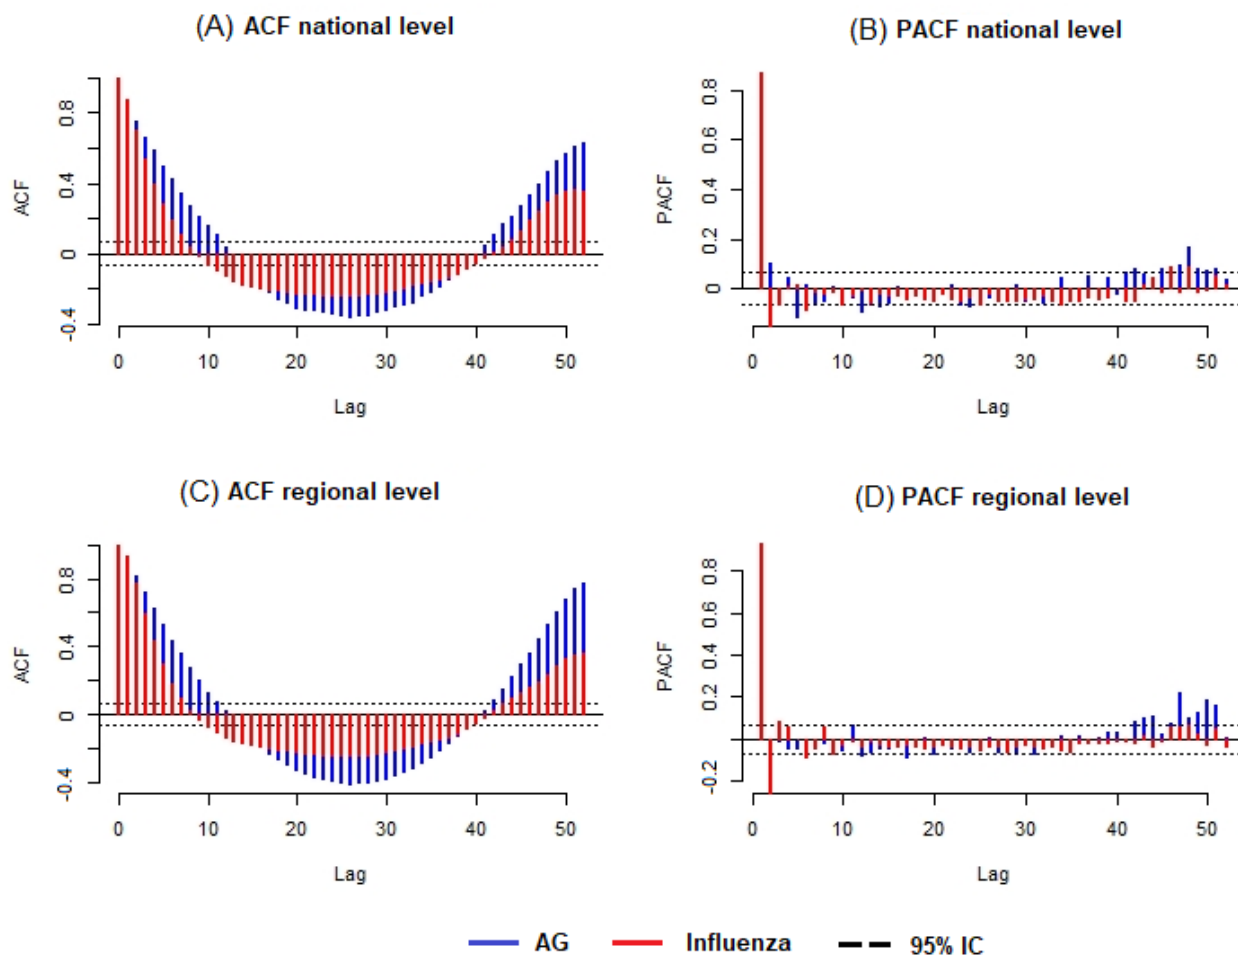 (A) ACF national level
(B) PACF national level
0.8
0.4
0
-0.4
ACF
0 10 20 30 40 50
Lag
0.8
0.6
0.4
0.2
0
PACF
0 10 20 30 40 50
Lag
(C) ACF regional level
(D) PACF regional level
0.8
0.4
0
-0.4
ACF
0 10 20 30 40 50
Lag
0.8
0.6
0.4
0.2
-0.2
PACF
0 10 20 30 40 50
Lag
AG Influenza 95% IC